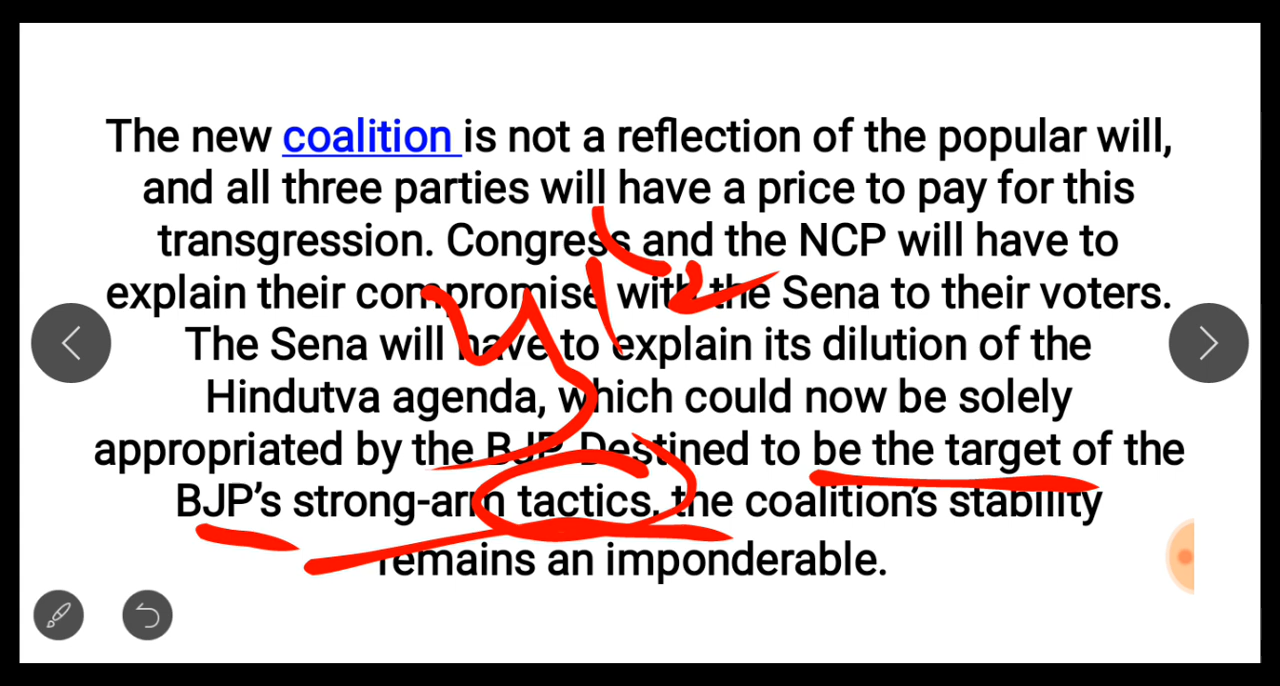 The new coalition is not a reflection of the popular will,
and all three parties will have a price to pay for this
transgression. Congress and the NCP will have to
explain their compromise with the Sena to their voters.
The Sena will have to explain its dilution of the
Hindutva agenda, which could now be solely
appropriated by the BJP. Destined to be the target of the
BJP's strong-arm tactics, the coalition's stability
remains an imponderable.